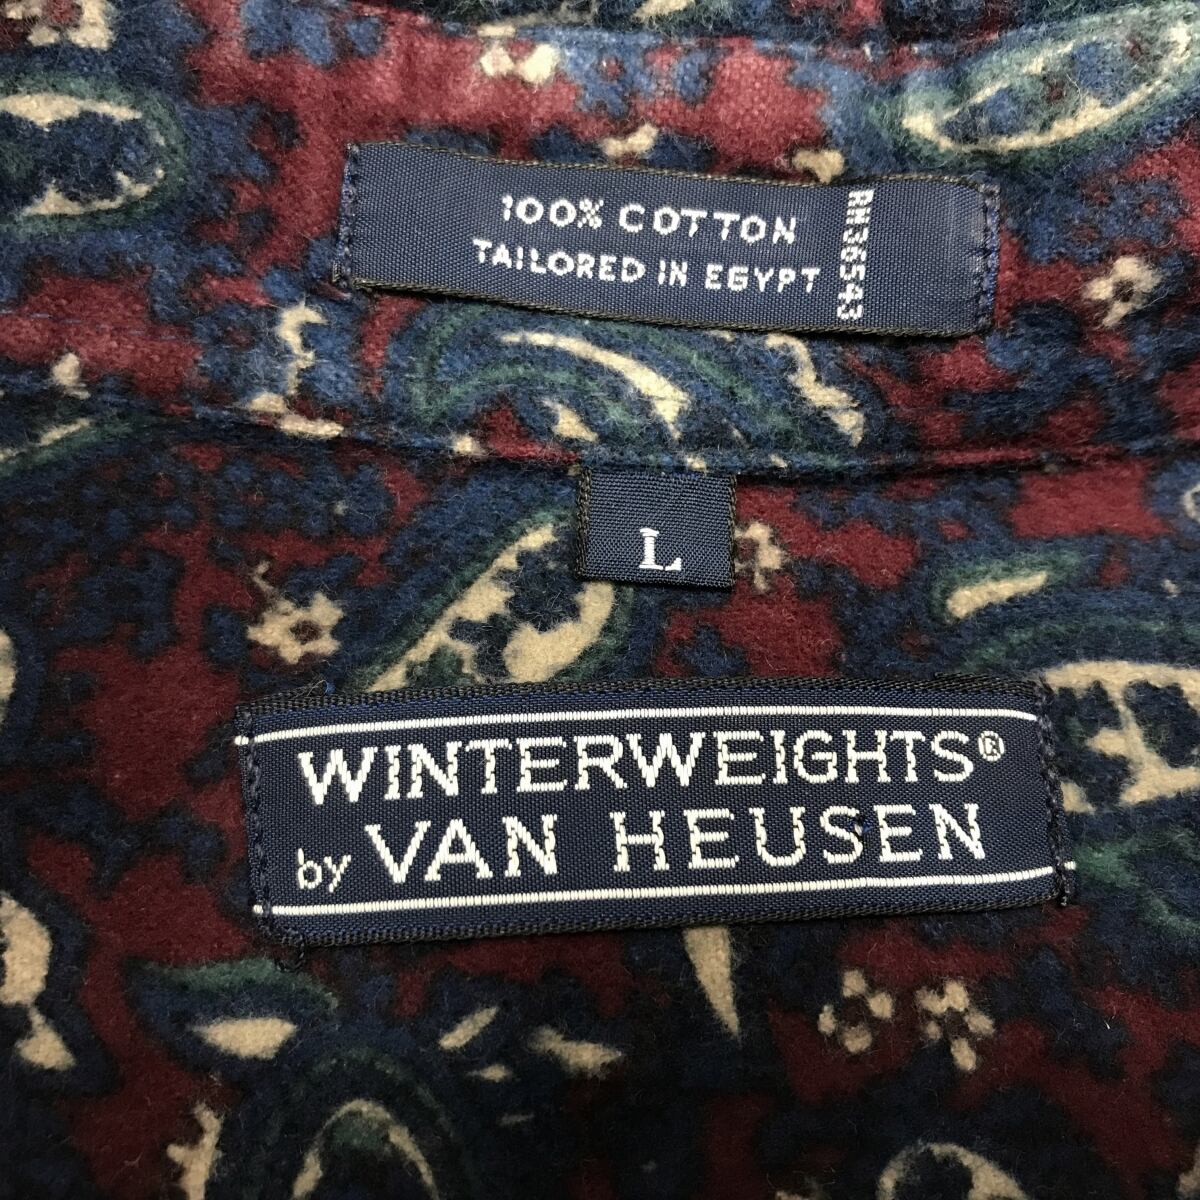 100% COTTON
TAILORED IN EGYPT
RN36543
L
WINTERWEIGHTS®
by VAN HEUSEN